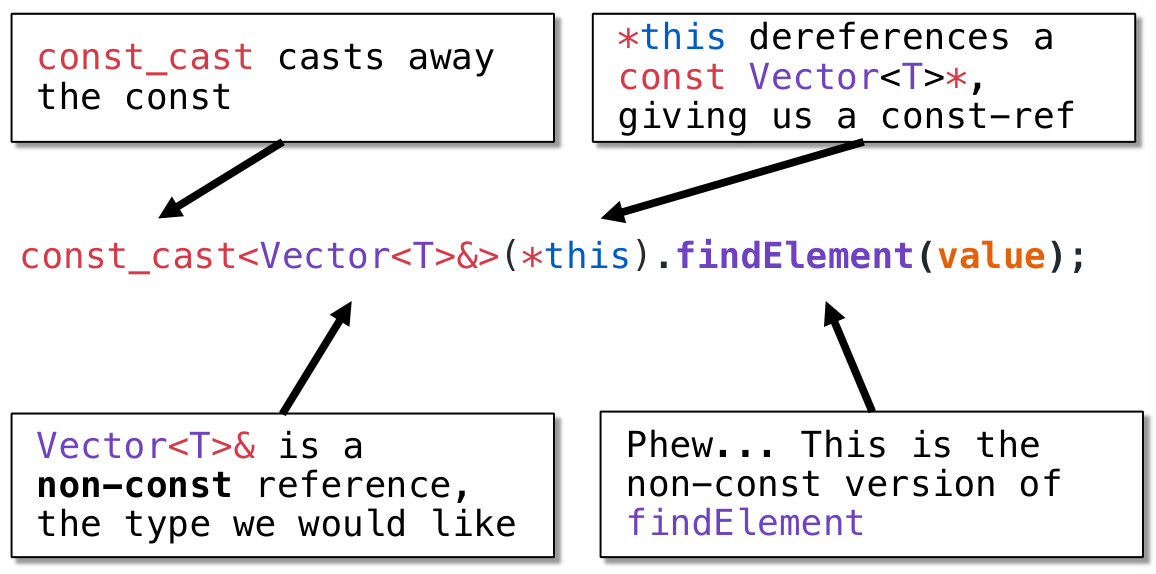 const_cast casts away
the const
*this dereferences a
const Vector<T>*,
giving us a const-ref
const_cast<Vector<T>&>(*this).findElement(value);
Vector<T>& is a
non-const reference,
the type we would like
Phew... This is the
non-const version of
findElement